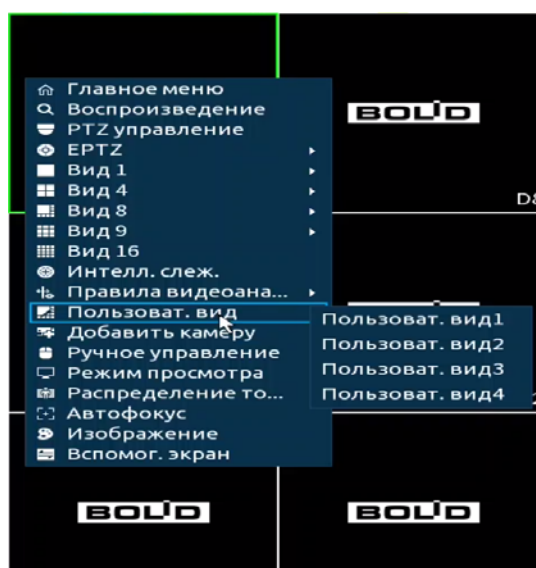 BOLID
D8
Главное меню
Воспроизведение
PTZ управление
EPTZ
Вид 1
Вид 4
Вид 8
Вид 9
Вид 16
Интелл. слеж.
Правила видеоана...
Пользоват. вид
Добавить камеру
Ручное управление
Режим просмотра
Распределение то...
Автофокус
Изображение
Вспомог. экран
Пользоват. вид1
Пользоват. вид2
Пользоват. вид3
Пользоват. вид4
BOLID
BOLID